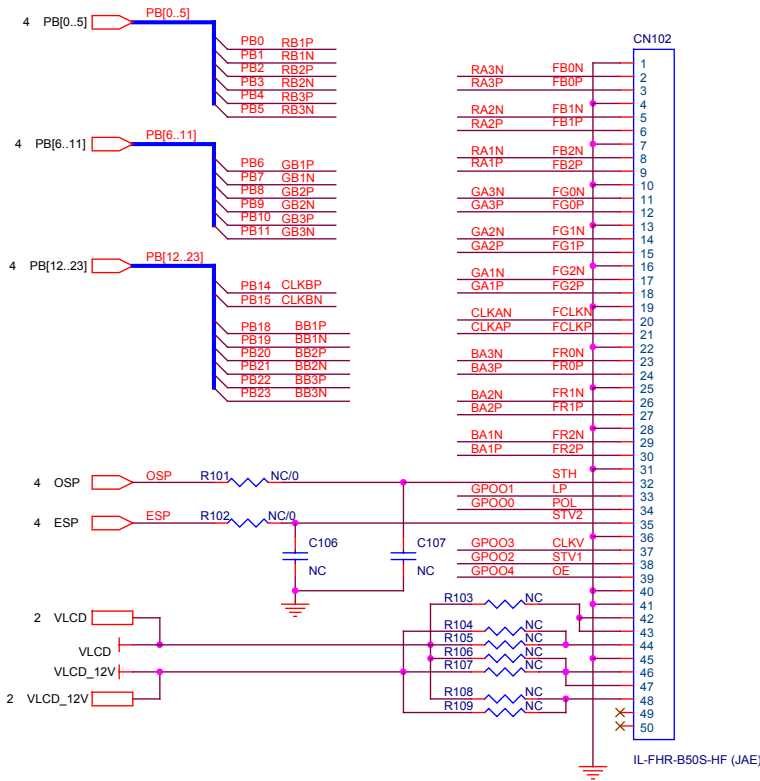 4 PB[0..5] PB[0..5]
PB0 RB1P
PB1 RB1N
PB2 RB2P
PB3 RB2N
PB4 RB3P
PB5 RB3N
4 PB[6..11] PB[6..11]
PB6 GB1P
PB7 GB1N
PB8 GB2P
PB9 GB2N
PB10 GB3P
PB11 GB3N
4 PB[12..23] PB[12..23]
PB14 CLKBP
PB15 CLKBN
PB18 BB1P
PB19 BB1N
PB20 BB2P
PB21 BB2N
PB22 BB3P
PB23 BB3N
4 OSP OSP R101 NC/0
4 ESP ESP R102 NC/0
C106
NC
C107
NC
2 VLCD
VLCD
VLCD_12V
2 VLCD_12V
R103 NC
R104 NC
R105 NC
R106 NC
R107 NC
R108 NC
R109 NC
CN102
1
RA3N FB0N 2
RA3P FB0P 3
4
RA2N FB1N 5
RA2P FB1P 6
7
RA1N FB2N 8
RA1P FB2P 9
10
GA3N FG0N 11
GA3P FG0P 12
13
GA2N FG1N 14
GA2P FG1P 15
16
GA1N FG2N 17
GA1P FG2P 18
19
CLKAN FCLKN 20
CLKAP FCLKP 21
22
BA3N FR0N 23
BA3P FR0P 24
25
BA2N FR1N 26
BA2P FR1P 27
28
BA1N FR2N 29
BA1P FR2P 30
31
STH 32
GPOO1 LP 33
GPOO0 POL 34
STV2 35
36
GPOO3 CLKV 37
GPOO2 STV1 38
GPOO4 OE 39
40
41
42
43
44
45
46
47
48
49
50
IL-FHR-B50S-HF (JAE)